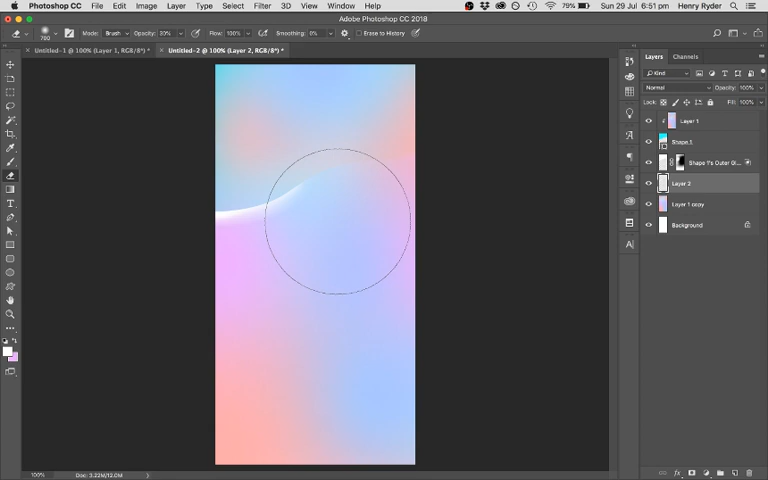 Photoshop CC File Edit Image Layer Type Select Filter 3D View Window Help 79% Sun 29 Jul 6:51 pm Henry Ryder
Adobe Photoshop CC 2018
700 Mode: Brush Opacity: 30% Flow: 100% Smoothing: 0% Erase to History
Untitled-1 @ 100% (Layer 1, RGB/8*) * Untitled-2 @ 100% (Layer 2, RGB/8*) *
Layers Channels
Kind
Normal Opacity: 100%
Lock: Fill: 100%
Layer 1
Shape 1
Shape 1's Outer Gl...
Layer 2
Layer 1 copy
Background
100% Doc: 3.22M/12.0M